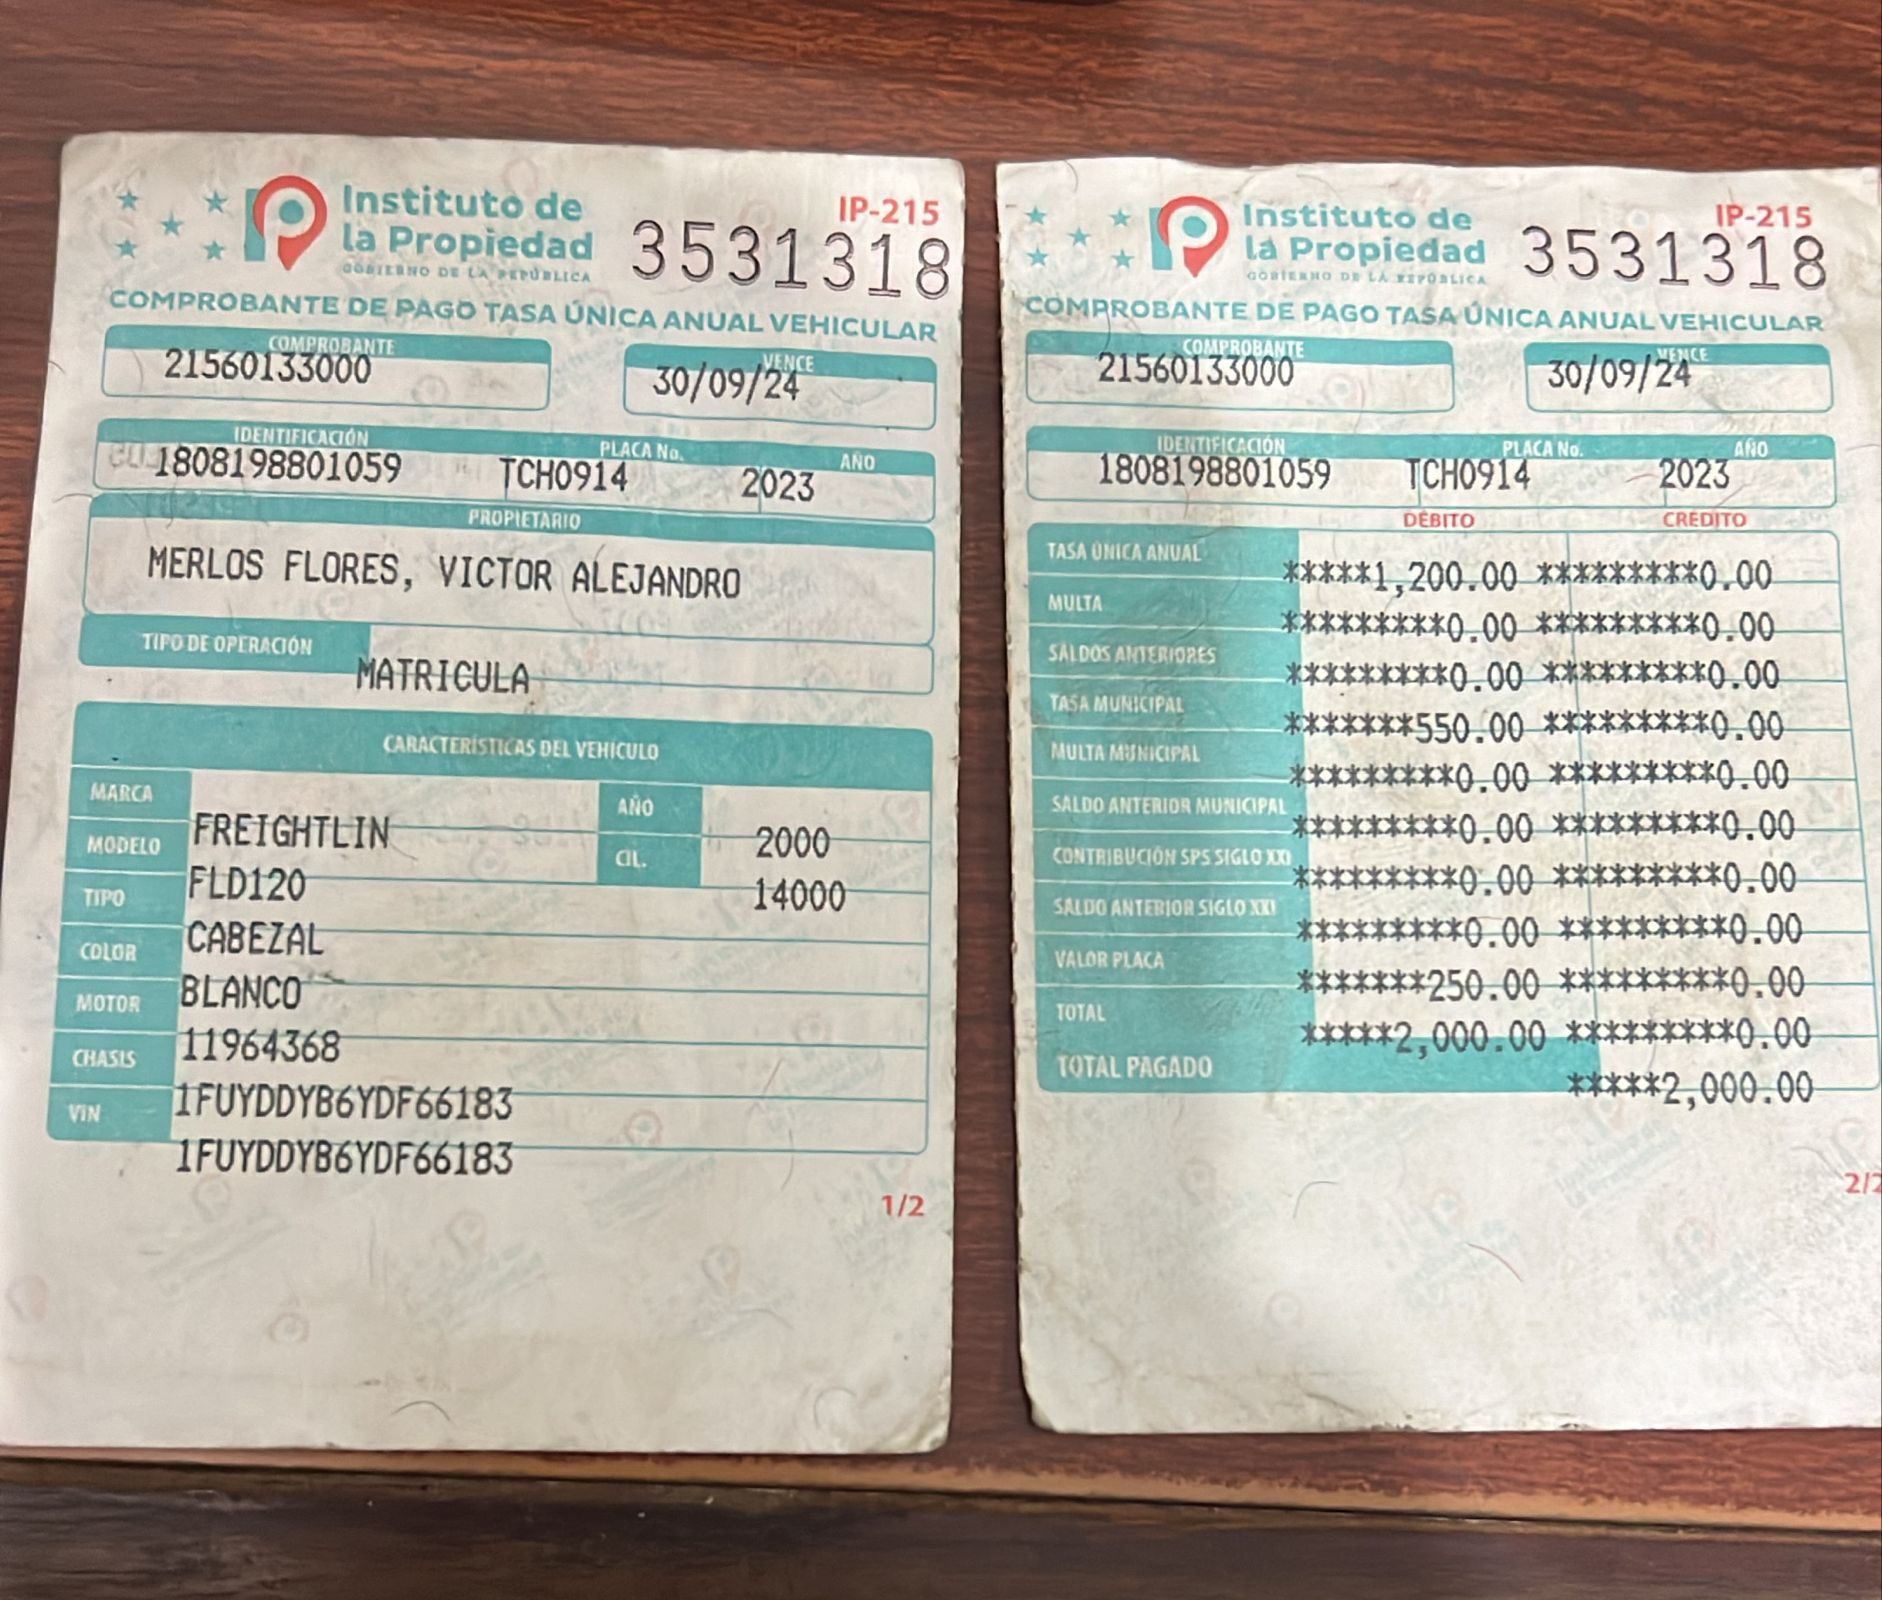 Instituto de
la Propiedad
GOBIERNO DE LA REPÚBLICA
IP-215
3531318
COMPROBANTE DE PAGO TASA ÚNICA ANUAL VEHICULAR
COMPROBANTE
21560133000
VENCE
30/09/24
IDENTIFICACIÓN PLACA No. AÑO
1808198801059 TCH0914 2023
PROPIETARIO
MERLOS FLORES, VICTOR ALEJANDRO
TIPO DE OPERACIÓN
MATRICULA
CARACTERÍSTICAS DEL VEHÍCULO
MARCA FREIGHTLIN AÑO 2000
MODELO FLD120 CIL. 14000
TIPO CABEZAL
COLOR BLANCO
MOTOR 11964368
CHASIS 1FUYDDYB6YDF66183
VIN 1FUYDDYB6YDF66183
1/2
Instituto de
la Propiedad
GOBIERNO DE LA REPÚBLICA
IP-215
3531318
COMPROBANTE DE PAGO TASA ÚNICA ANUAL VEHICULAR
COMPROBANTE
21560133000
VENCE
30/09/24
IDENTIFICACIÓN PLACA No. AÑO
1808198801059 TCH0914 2023
DÉBITO CRÉDITO
TASA ÚNICA ANUAL *****1,200.00 *********0.00
MULTA *********0.00 *********0.00
SALDOS ANTERIORES *********0.00 *********0.00
TASA MUNICIPAL *******550.00 *********0.00
MULTA MUNICIPAL *********0.00 *********0.00
SALDO ANTERIOR MUNICIPAL *********0.00 *********0.00
CONTRIBUCIÓN SPS SIGLO XXI *********0.00 *********0.00
SALDO ANTERIOR SIGLO XXI *********0.00 *********0.00
VALOR PLACA *******250.00 *********0.00
TOTAL *****2,000.00 *********0.00
TOTAL PAGADO *****2,000.00
2/2